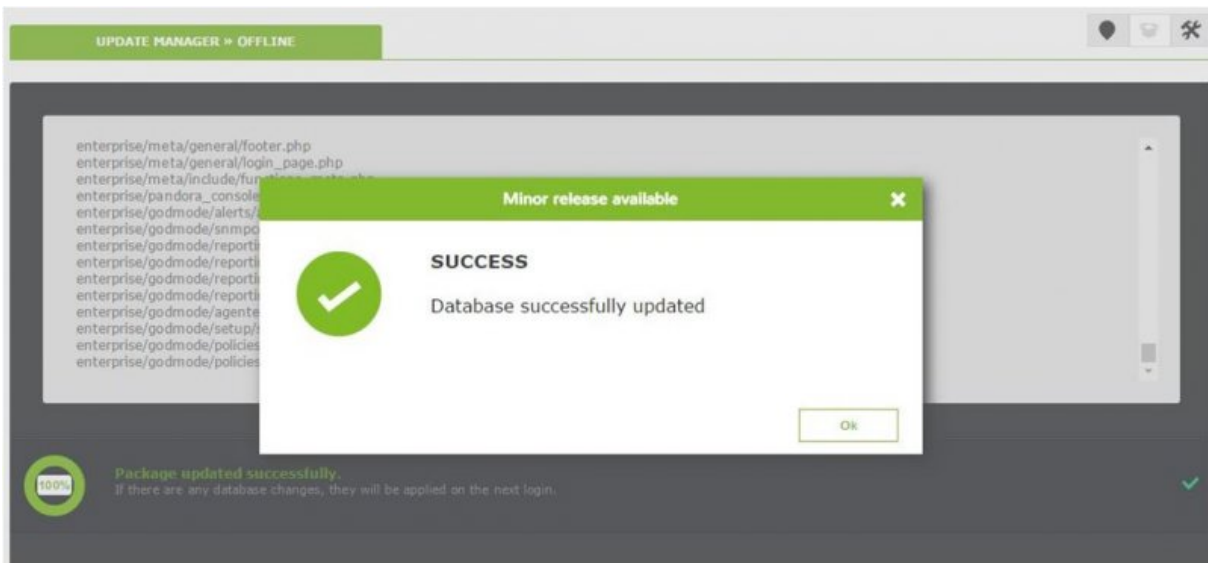 UPDATE MANAGER » OFFLINE
enterprise/meta/general/footer.php
enterprise/meta/general/login_page.php
enterprise/meta/include/functions_meta.php
enterprise/pandora_console
enterprise/godmode/alerts/
enterprise/godmode/snmpc
enterprise/godmode/reporti
enterprise/godmode/reporti
enterprise/godmode/reporti
enterprise/godmode/reporti
enterprise/godmode/agente
enterprise/godmode/setup/s
enterprise/godmode/policies
enterprise/godmode/policies
Minor release available
SUCCESS
Database successfully updated
Ok
100%
Package updated successfully.
If there are any database changes, they will be applied on the next login.